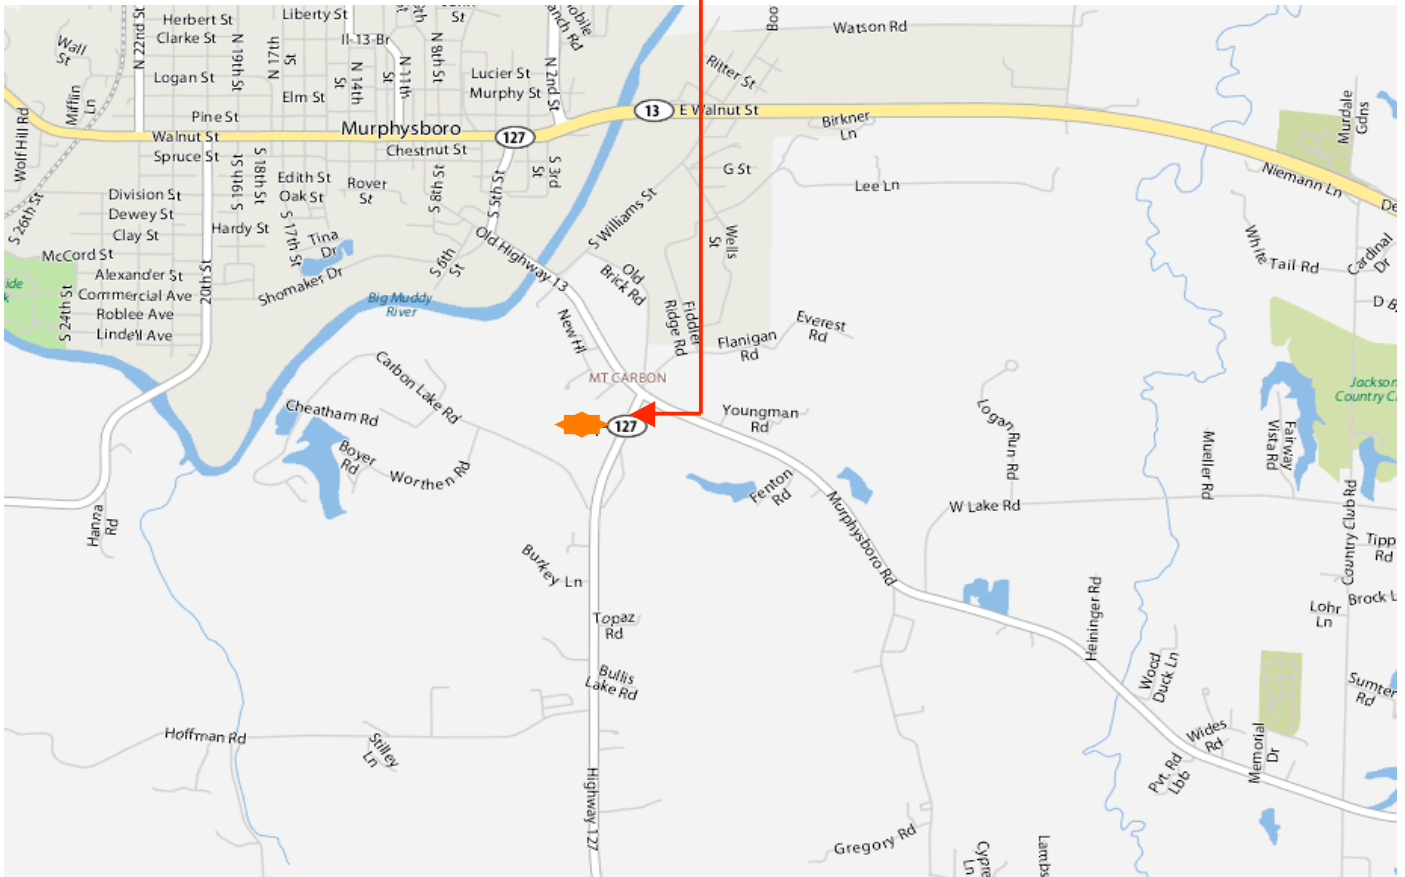 Herbert St
Clarke St
Wall
St
N 22nd St
N 19th St
N 17th
St
Liberty St
Il-13-Br
N 8th St
Watson Rd
Logan St
Mifflin
Ln
Elm St
N 14th
St
N 11th
St
Lucier St
Murphy St
N 2nd St
Ritter St
Pine St
13
E Walnut St
Birkner
Ln
Murdale
Gdns
Wolf Hill Rd
Walnut St
Murphysboro
127
Spruce St
Chestnut St
G St
Lee Ln
Niemann Ln
S 16th St
S 18th St
Edith St
Oak St
Rover
St
S 8th St
S 5th St
S 3rd
St
Division St
Dewey St
Clay St
S 26th St
Hardy St
S 17th St
Tina
Dr
S 6th
St
Old Highway 13
S Williams St
Wells
St
White
Tail Rd
Cardinal
Dr
McCord St
Alexander St
Commercial Ave
Roblee Ave
Lindell Ave
S 24th St
20th St
Shomaker Dr
Big Muddy
River
Old
Brick Rd
Fiddler
Ridge Rd
New Hl
Flanigan
Rd
Everest
Rd
MT CARBON
Carbon Lake Rd
Cheatham Rd
127
Youngman
Rd
Logan Run Rd
Jackson
Country C
Fairway
Vista Rd
Mueller Rd
Boyer
Rd
Worthen Rd
Fenton
Rd
W Lake Rd
Country Club Rd
Hanna
Rd
Murphysboro Rd
Tipp
Rd
Burkey Ln
Topaz
Rd
Heininger Rd
Lohr
Ln
Brock L
Bullis
Lake Rd
Wood
Duck Ln
Sumter
Rd
Hoffman Rd
Stilley
Ln
Wides
Rd
Memorial
Dr
Pvt. Rd
Lbb
Highway 127
Gregory Rd
Cypre
Ln
Lambs